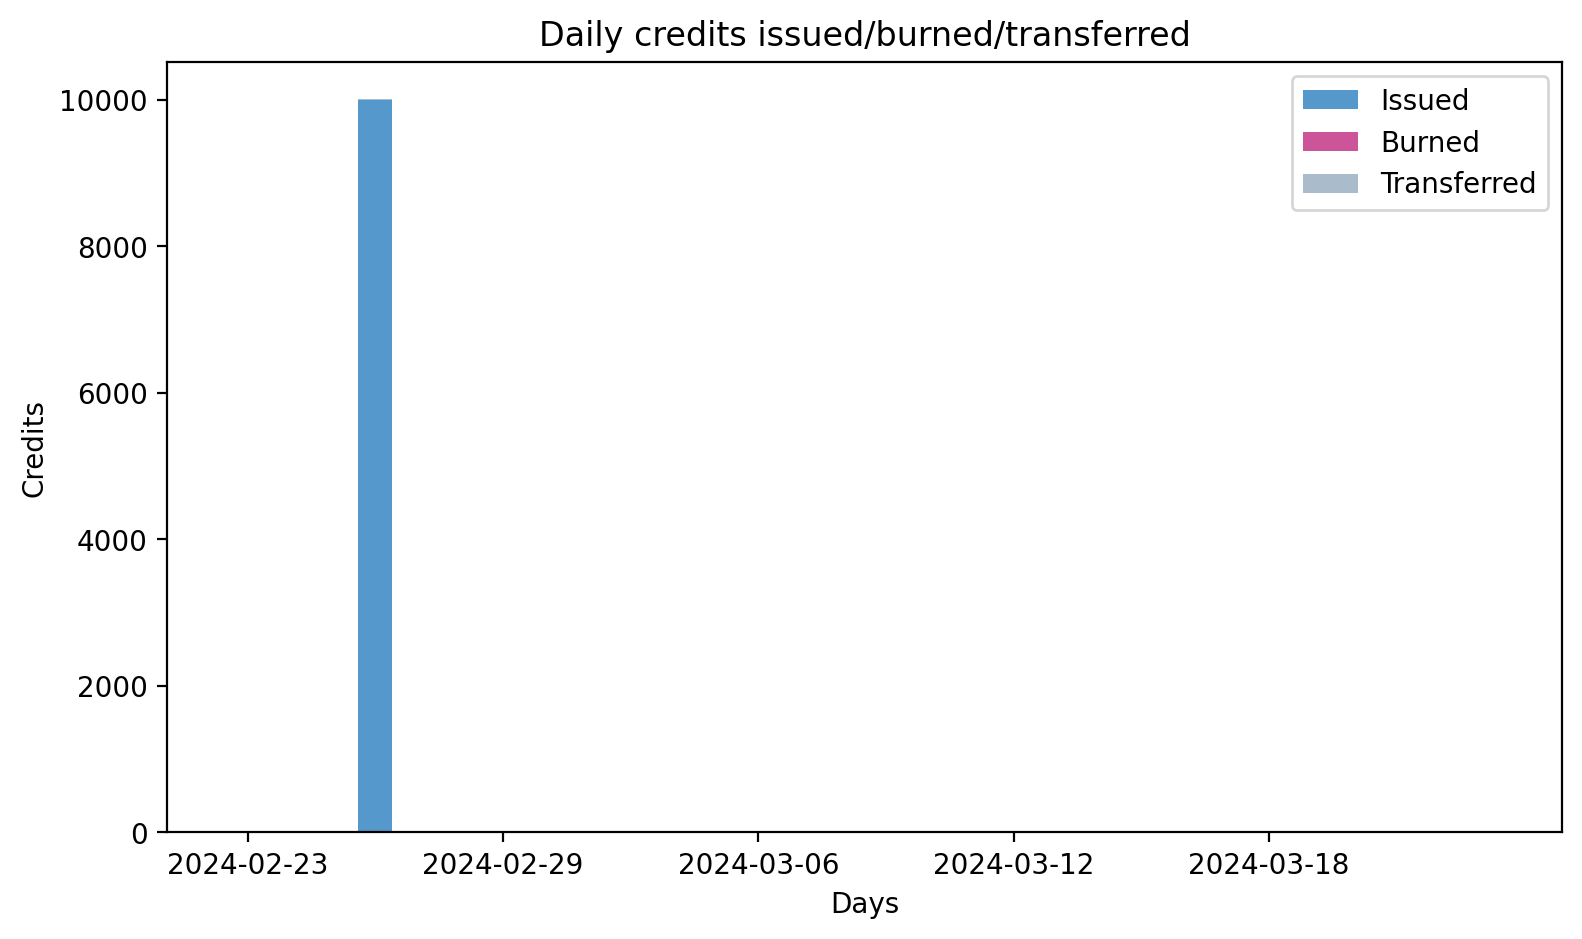 Daily credits issued/burned/transferred
Issued
Burned
Transferred
10000
8000
6000
4000
2000
0
Credits
2024-02-23
2024-02-29
2024-03-06
2024-03-12
2024-03-18
Days